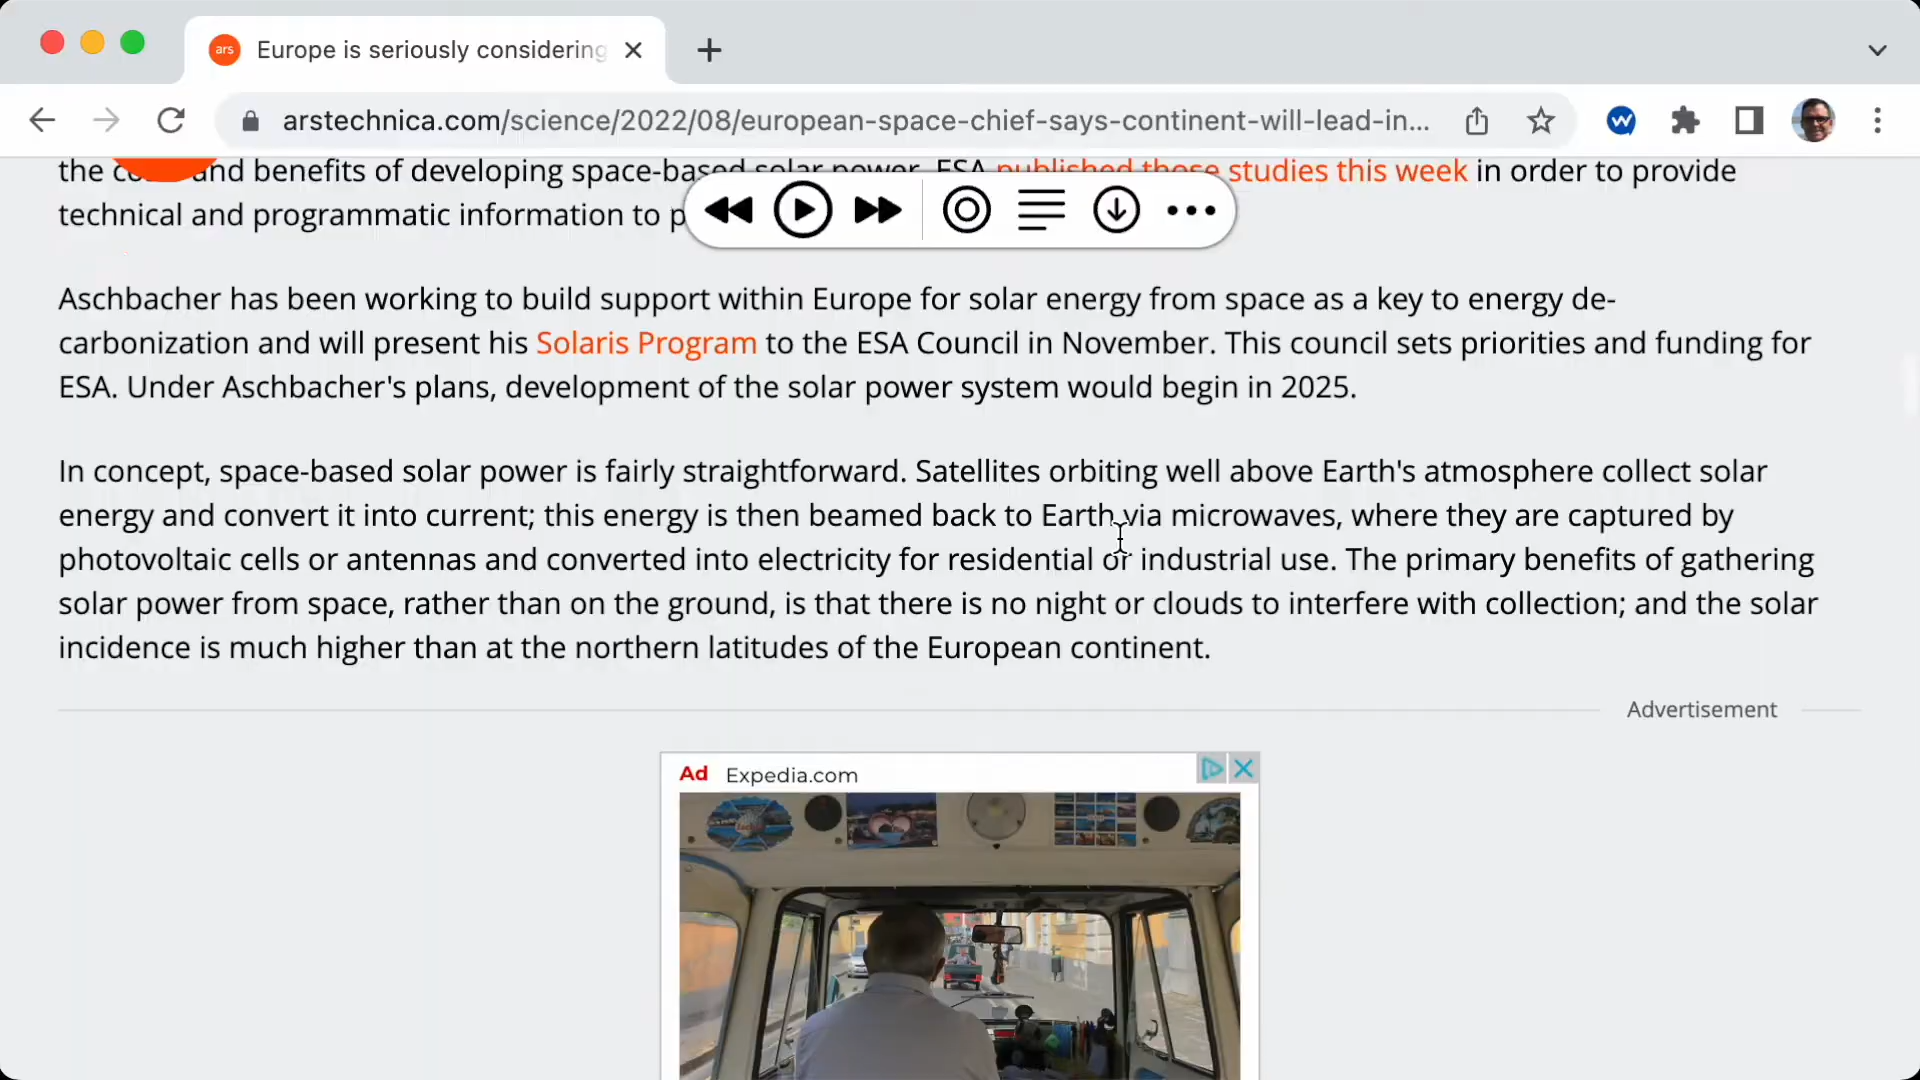 ars Europe is seriously considering
arstechnica.com/science/2022/08/european-space-chief-says-continent-will-lead-in...
the and benefits of developing space-based solar power. ESA published those studies this week in order to provide
technical and programmatic information to p
Aschbacher has been working to build support within Europe for solar energy from space as a key to energy de-
carbonization and will present his Solaris Program to the ESA Council in November. This council sets priorities and funding for
ESA. Under Aschbacher's plans, development of the solar power system would begin in 2025.
In concept, space-based solar power is fairly straightforward. Satellites orbiting well above Earth's atmosphere collect solar
energy and convert it into current; this energy is then beamed back to Earth via microwaves, where they are captured by
photovoltaic cells or antennas and converted into electricity for residential or industrial use. The primary benefits of gathering
solar power from space, rather than on the ground, is that there is no night or clouds to interfere with collection; and the solar
incidence is much higher than at the northern latitudes of the European continent.
Advertisement
Ad Expedia.com